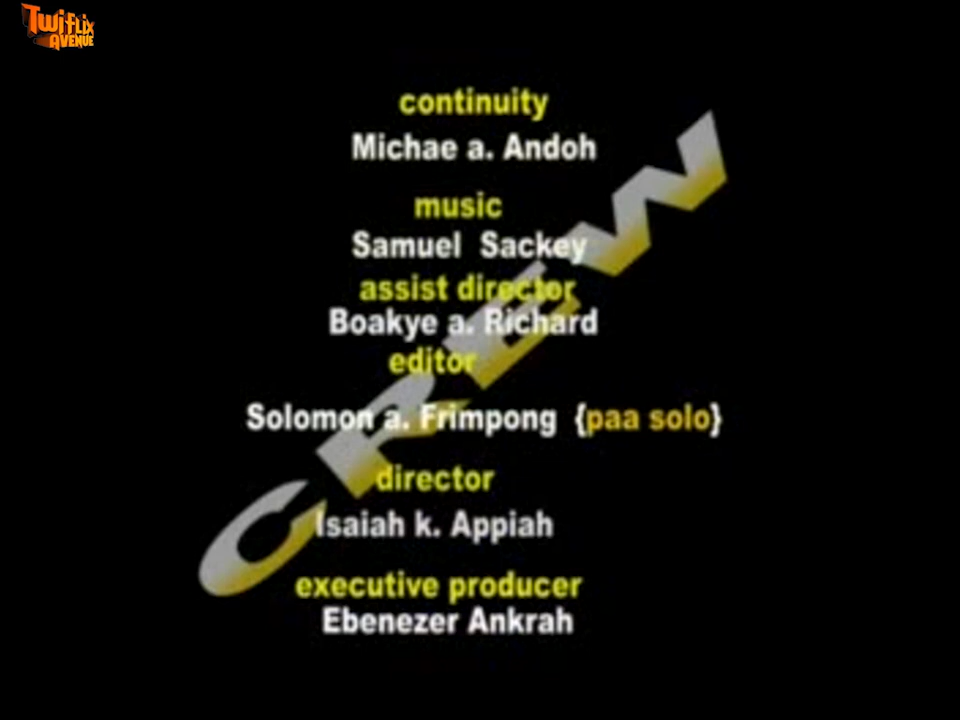 TwiFlix
Avenue
continuity
Michae a. Andoh
music
Samuel Sackey
assist director
Boakye a. Richard
editor
Solomon a. Frimpong {paa solo}
director
Isaiah k. Appiah
executive producer
Ebenezer Ankrah
CREW